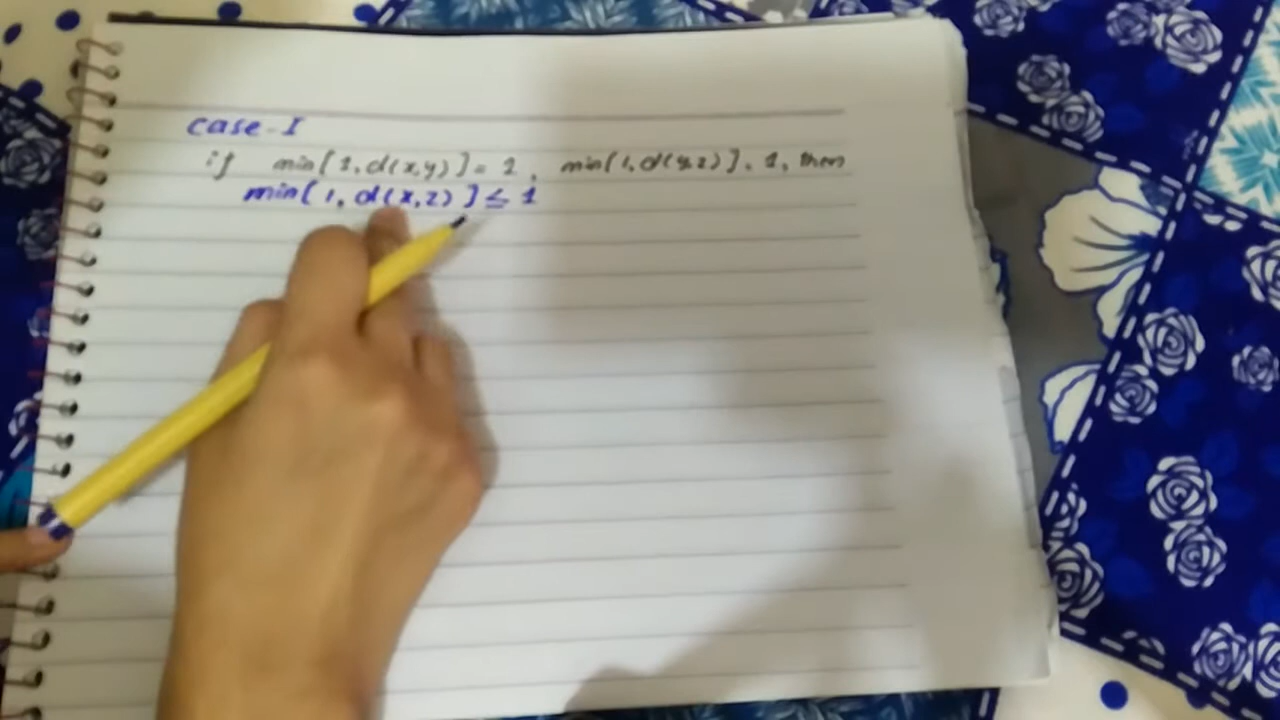 Case-I
if min[1,d(x,y)]=1, min[1,d(y,z)]=1, then
min[1,d(x,z)]≤1